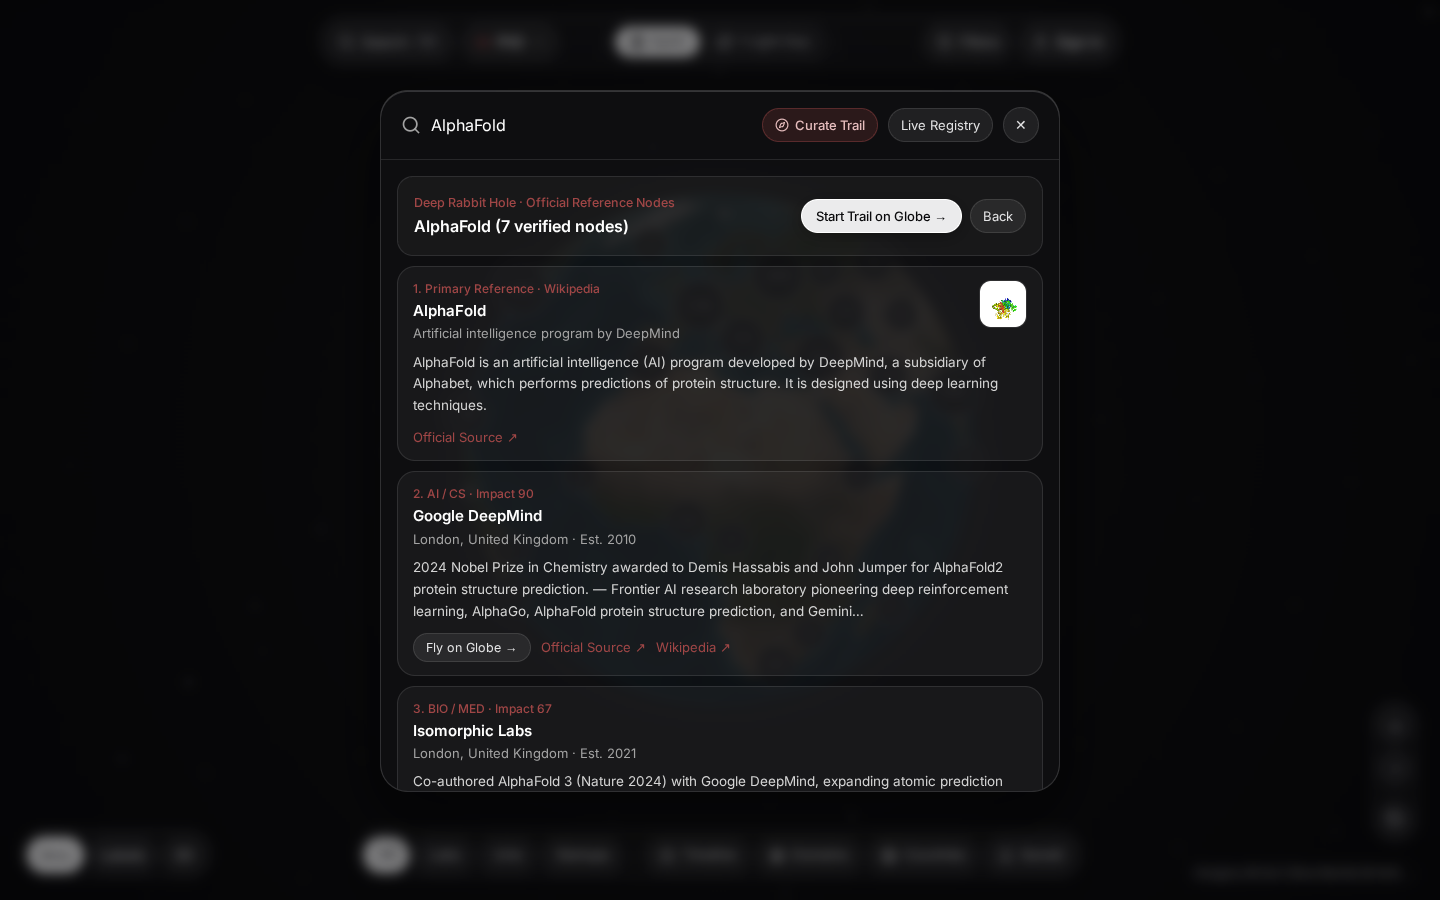 AlphaFold
Curate Trail
Live Registry
✕
Deep Rabbit Hole · Official Reference Nodes
AlphaFold (7 verified nodes)
Start Trail on Globe →
Back
1. Primary Reference · Wikipedia
AlphaFold
Artificial intelligence program by DeepMind
AlphaFold is an artificial intelligence (AI) program developed by DeepMind, a subsidiary of
Alphabet, which performs predictions of protein structure. It is designed using deep learning
techniques.
Official Source ↗
2. AI / CS · Impact 90
Google DeepMind
London, United Kingdom · Est. 2010
2024 Nobel Prize in Chemistry awarded to Demis Hassabis and John Jumper for AlphaFold2
protein structure prediction. — Frontier AI research laboratory pioneering deep reinforcement
learning, AlphaGo, AlphaFold protein structure prediction, and Gemini...
Fly on Globe →
Official Source ↗
Wikipedia ↗
3. BIO / MED · Impact 67
Isomorphic Labs
London, United Kingdom · Est. 2021
Co-authored AlphaFold 3 (Nature 2024) with Google DeepMind, expanding atomic prediction